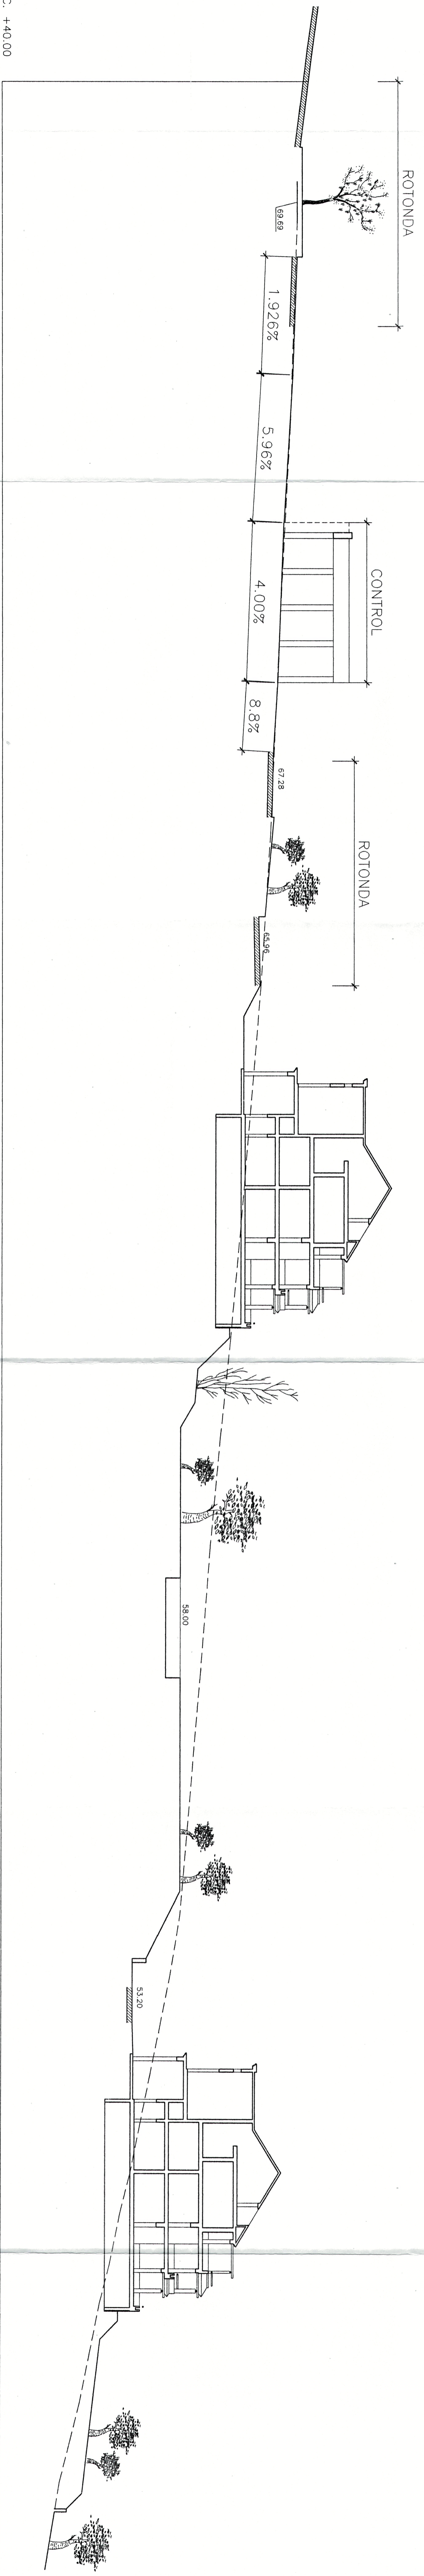 ROTONDA
69.69
1.926%
5.96%
CONTROL
4.00%
8.8%
67.28
ROTONDA
65.96
58.00
53.20
C. +40.00